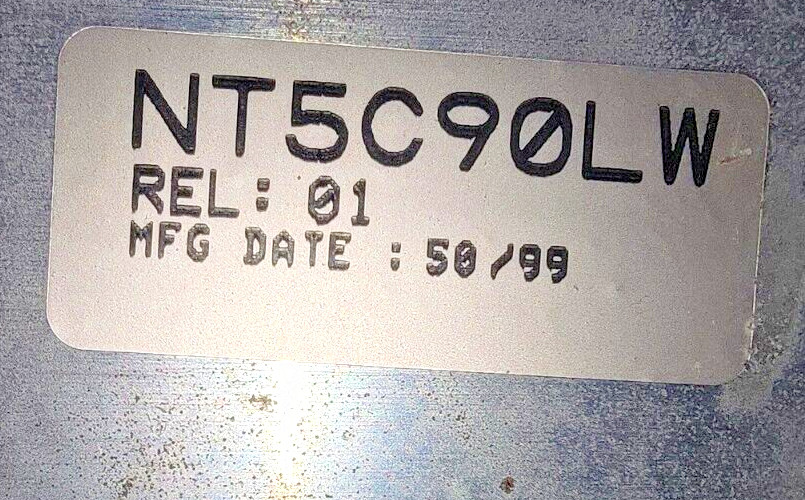 NT5C90LW
REL: 01
MFG DATE : 50/99